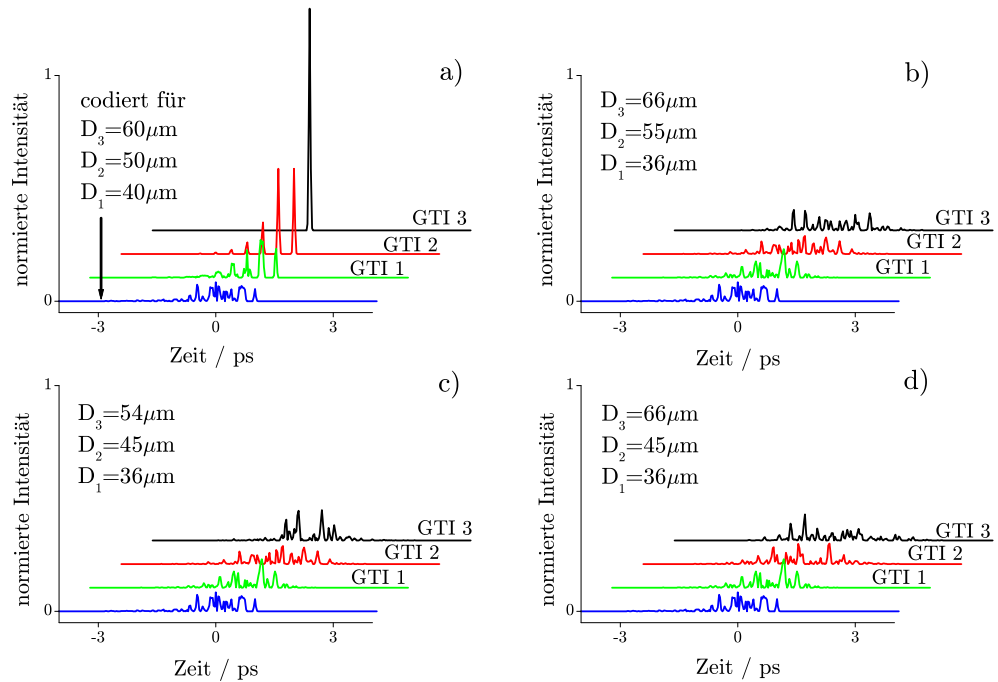 a)
normierte Intensität
1
0
codiert für
D3=60μm
D2=50μm
D1=40μm
GTI 3
GTI 2
GTI 1
-3 0 3
Zeit / ps
b)
normierte Intensität
1
0
D3=66μm
D2=55μm
D1=36μm
GTI 3
GTI 2
GTI 1
-3 0 3
Zeit / ps
c)
normierte Intensität
1
0
D3=54μm
D2=45μm
D1=36μm
GTI 3
GTI 2
GTI 1
-3 0 3
Zeit / ps
d)
normierte Intensität
1
0
D3=66μm
D2=45μm
D1=36μm
GTI 3
GTI 2
GTI 1
-3 0 3
Zeit / ps